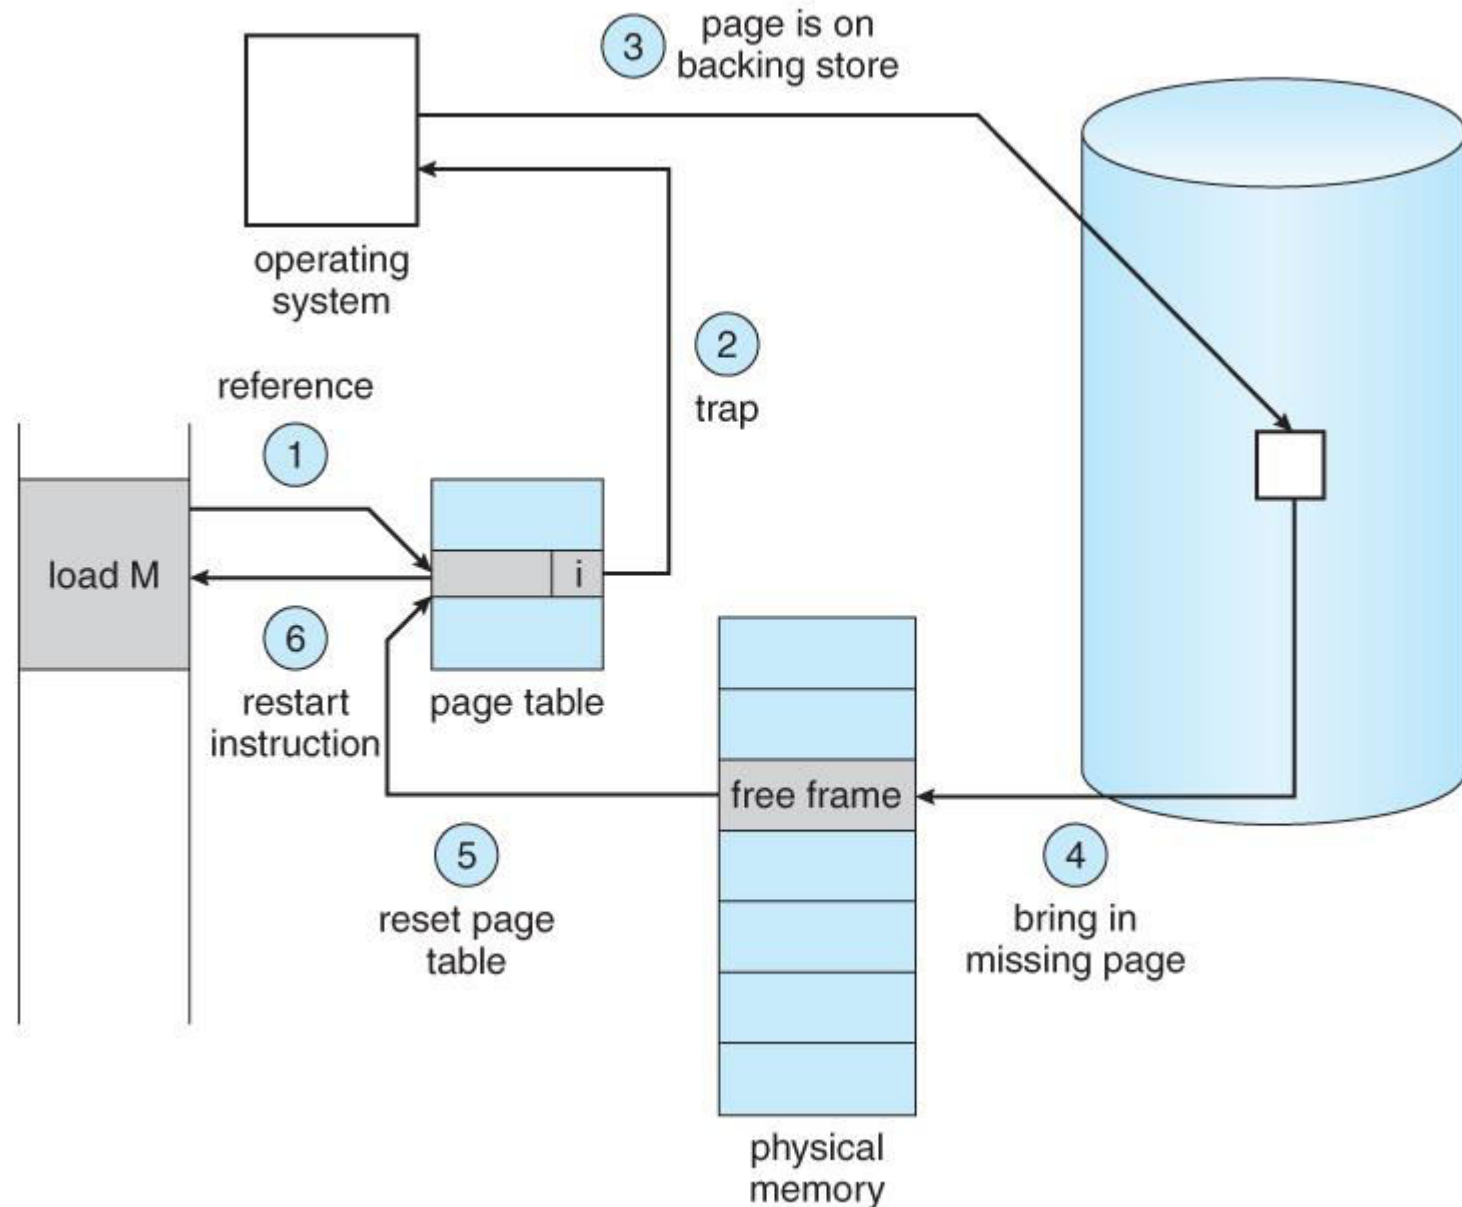 3
page is on
backing store
operating
system
2
trap
reference
1
load M
i
6
restart
instruction
page table
free frame
5
reset page
table
4
bring in
missing page
physical
memory